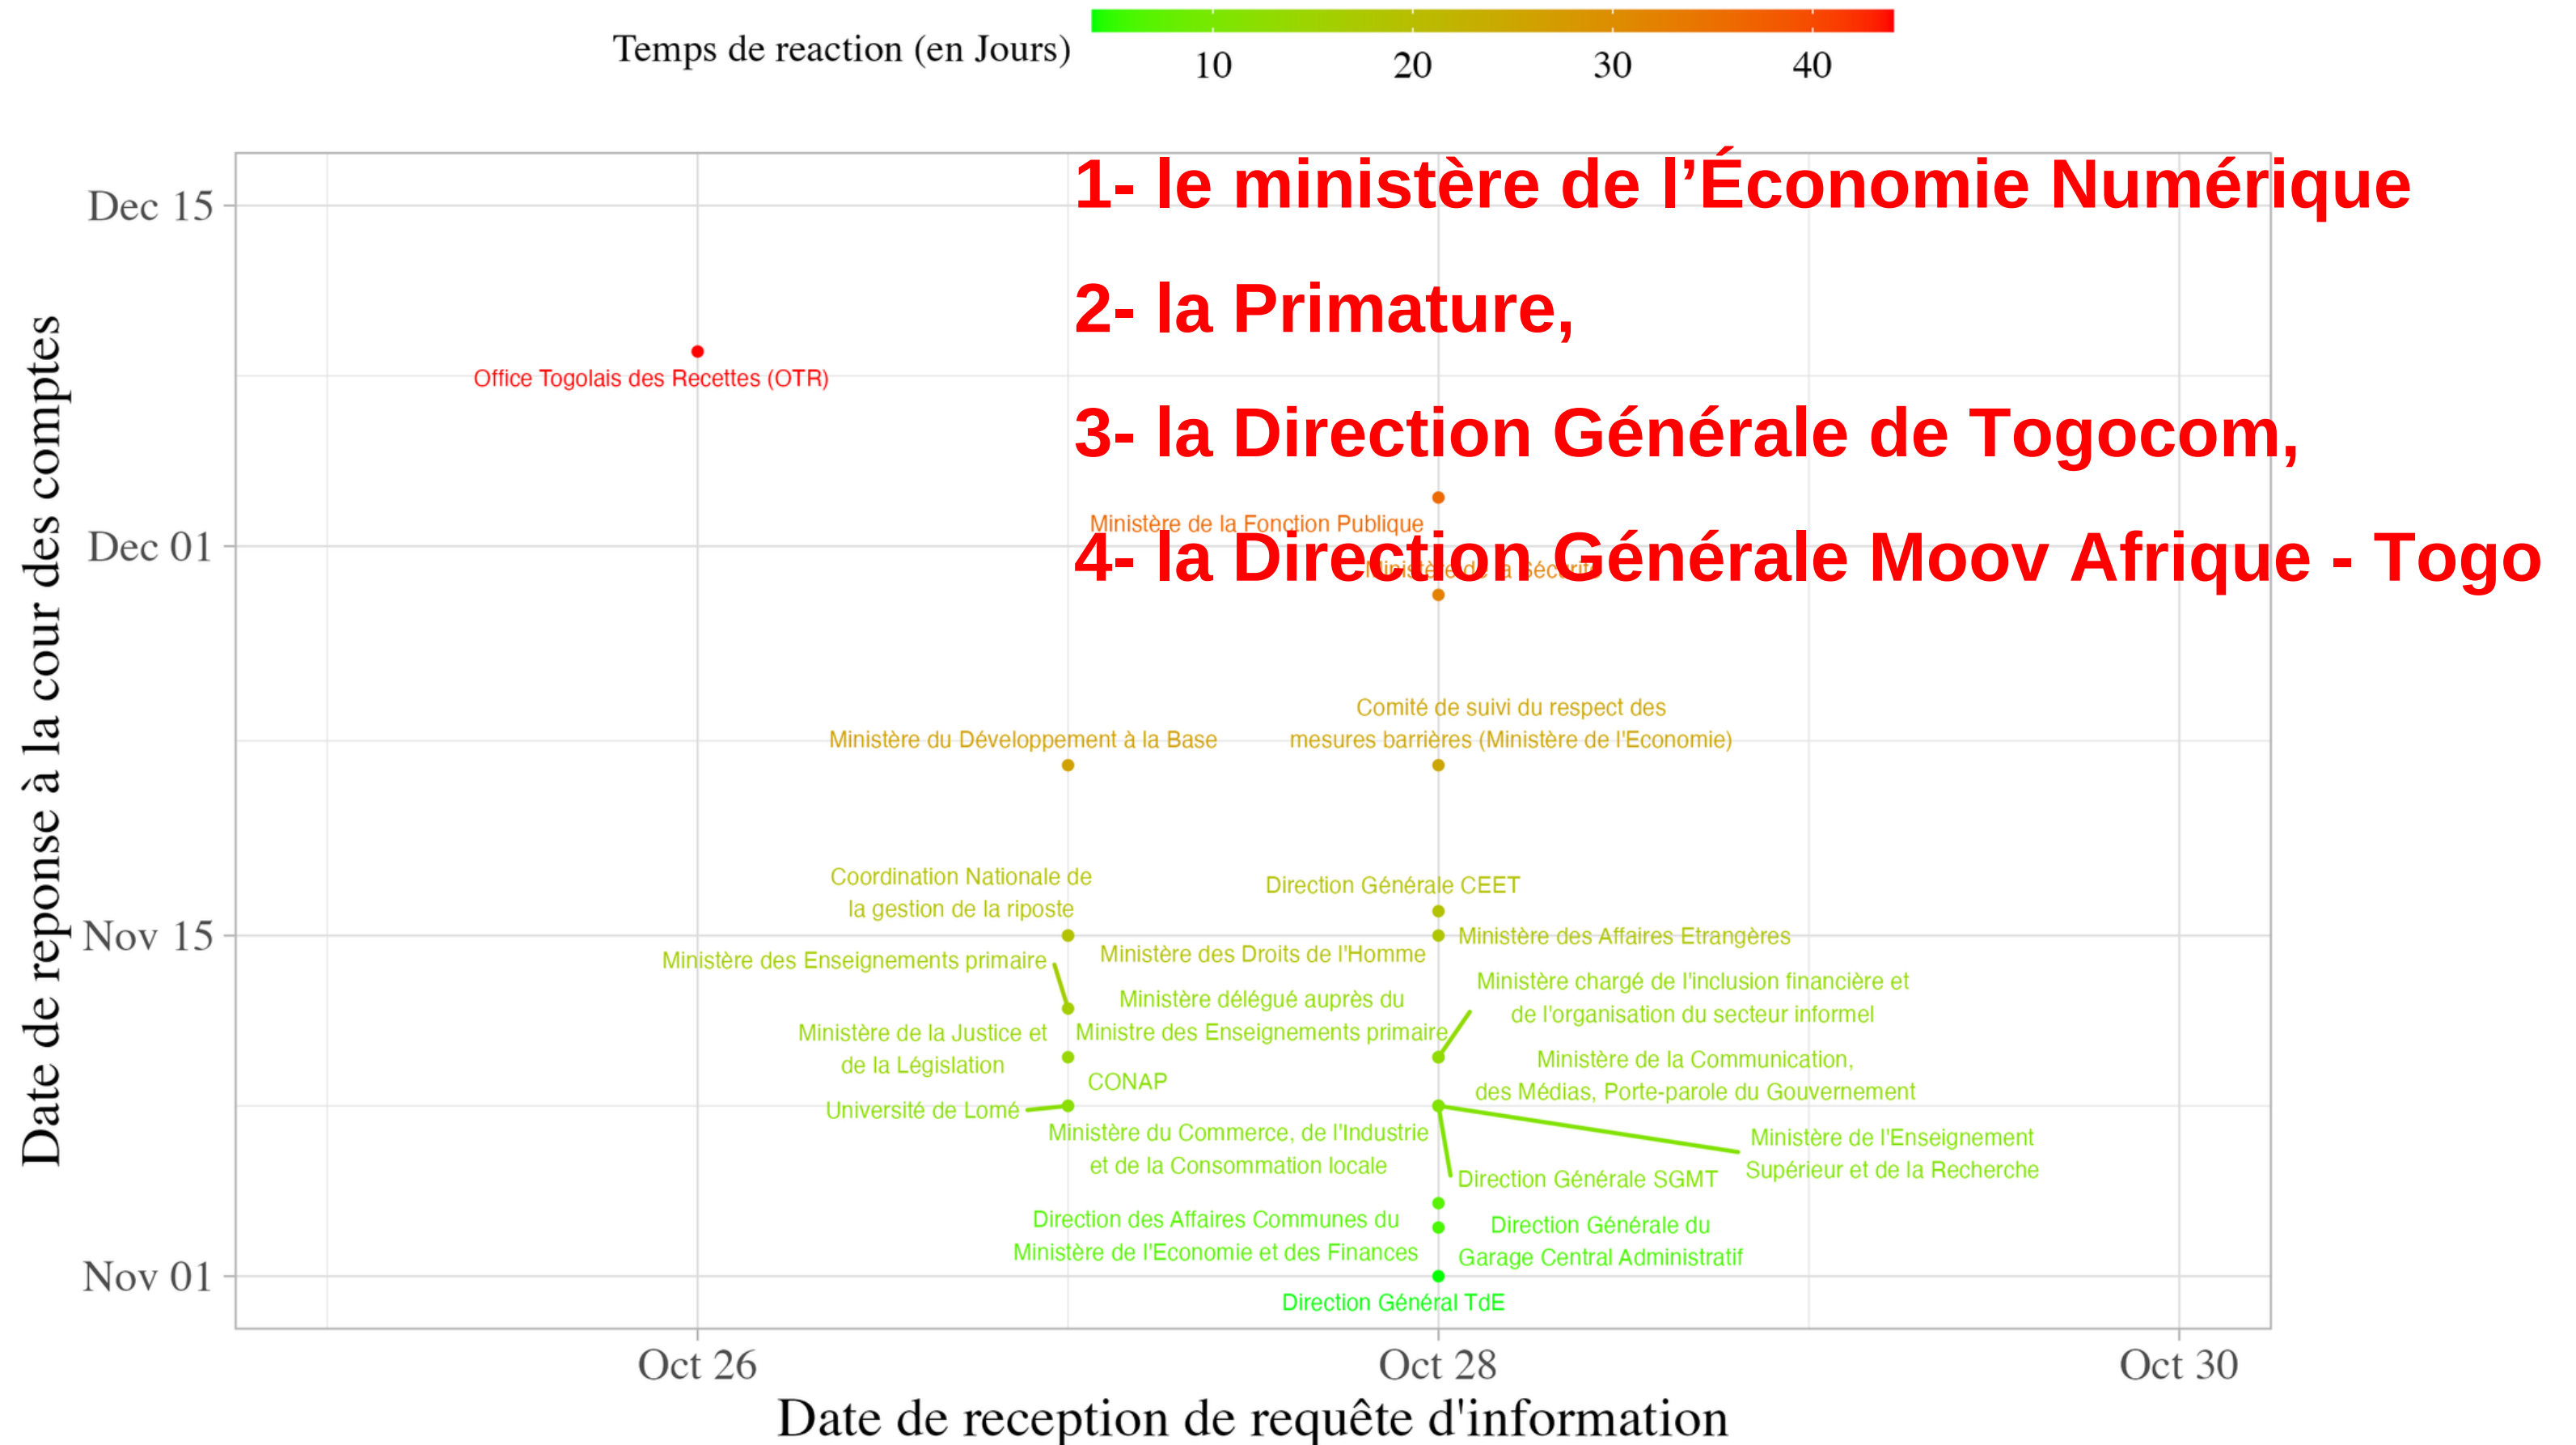 Temps de reaction (en Jours)
10 20 30 40
1- le ministère de l’Économie Numérique
Dec 15
2- la Primature,
Office Togolais des Recettes (OTR)
3- la Direction Générale de Togocom,
Ministère de la Fonction Publique
Dec 01
4- la Direction Générale Moov Afrique - Togo
Ministère de la Sécurité
Comité de suivi du respect des
mesures barrières (Ministère de l'Economie)
Ministère du Développement à la Base
Coordination Nationale de
la gestion de la riposte
Direction Générale CEET
Nov 15
Ministère des Affaires Etrangères
Ministère des Droits de l'Homme
Ministère des Enseignements primaire
Ministère chargé de l'inclusion financière et
de l'organisation du secteur informel
Ministère délégué auprès du
Ministre des Enseignements primaire
Ministère de la Justice et
de la Législation
Ministère de la Communication,
des Médias, Porte-parole du Gouvernement
CONAP
Université de Lomé
Ministère du Commerce, de l'Industrie
et de la Consommation locale
Ministère de l'Enseignement
Supérieur et de la Recherche
Direction Générale SGMT
Direction des Affaires Communes du
Ministère de l'Economie et des Finances
Direction Générale du
Garage Central Administratif
Nov 01
Direction Général TdE
Oct 26 Oct 28 Oct 30
Date de reception de requête d'information
Date de reponse à la cour des comptes